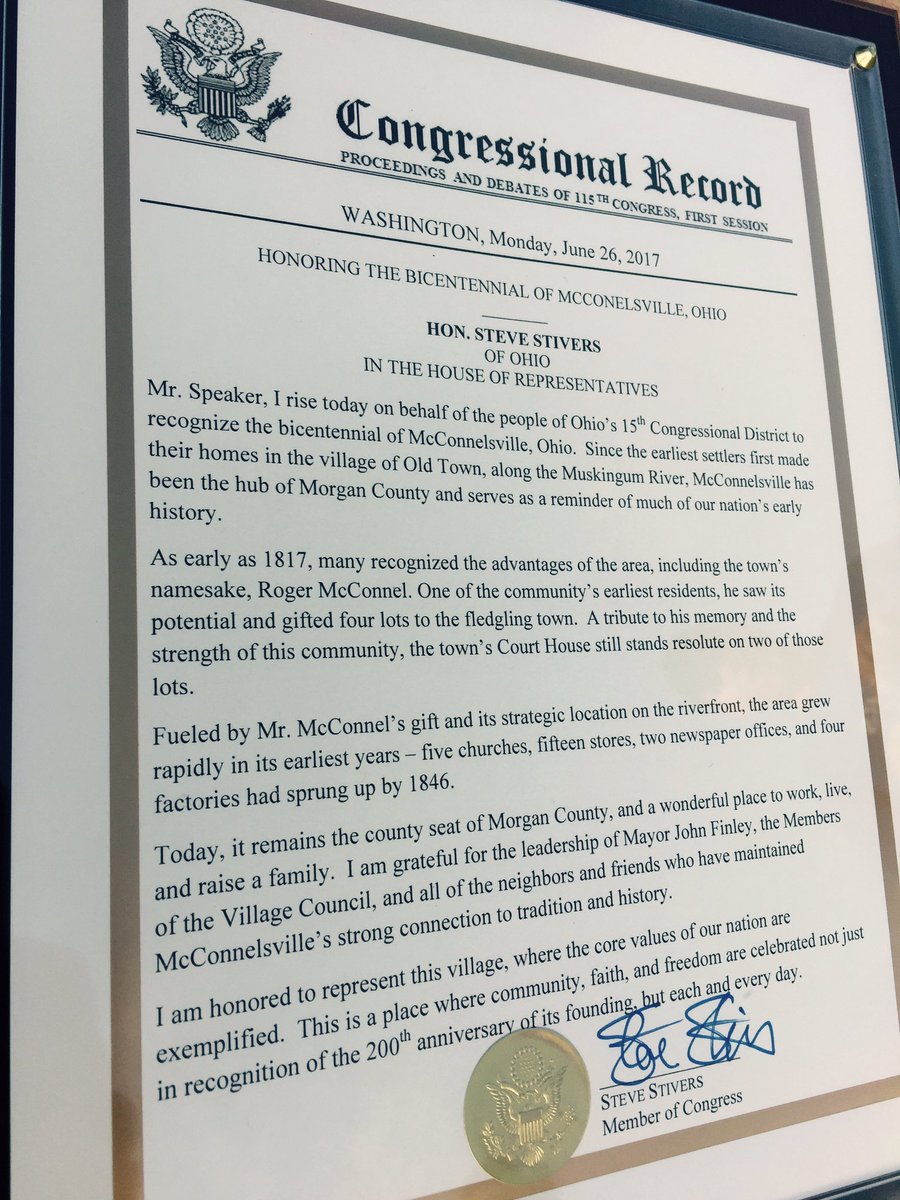 Congressional Record
PROCEEDINGS AND DEBATES OF 115TH CONGRESS, FIRST SESSION
WASHINGTON, Monday, June 26, 2017
HONORING THE BICENTENNIAL OF MCCONELSVILLE, OHIO
HON. STEVE STIVERS
OF OHIO
IN THE HOUSE OF REPRESENTATIVES
Mr. Speaker, I rise today on behalf of the people of Ohio's 15th Congressional District to
recognize the bicentennial of McConnelsville, Ohio. Since the earliest settlers first made
their homes in the village of Old Town, along the Muskingum River, McConnelsville has
been the hub of Morgan County and serves as a reminder of much of our nation's early
history.
As early as 1817, many recognized the advantages of the area, including the town's
namesake, Roger McConnel. One of the community's earliest residents, he saw its
potential and gifted four lots to the fledgling town. A tribute to his memory and the
strength of this community, the town's Court House still stands resolute on two of those
lots.
Fueled by Mr. McConnel's gift and its strategic location on the riverfront, the area grew
rapidly in its earliest years – five churches, fifteen stores, two newspaper offices, and four
factories had sprung up by 1846.
Today, it remains the county seat of Morgan County, and a wonderful place to work, live,
and raise a family. I am grateful for the leadership of Mayor John Finley, the Members
of the Village Council, and all of the neighbors and friends who have maintained
McConnelsville's strong connection to tradition and history.
I am honored to represent this village, where the core values of our nation are
exemplified. This is a place where community, faith, and freedom are celebrated not just
in recognition of the 200th anniversary of its founding, but each and every day.
Steve Stivers
STEVE STIVERS
Member of Congress